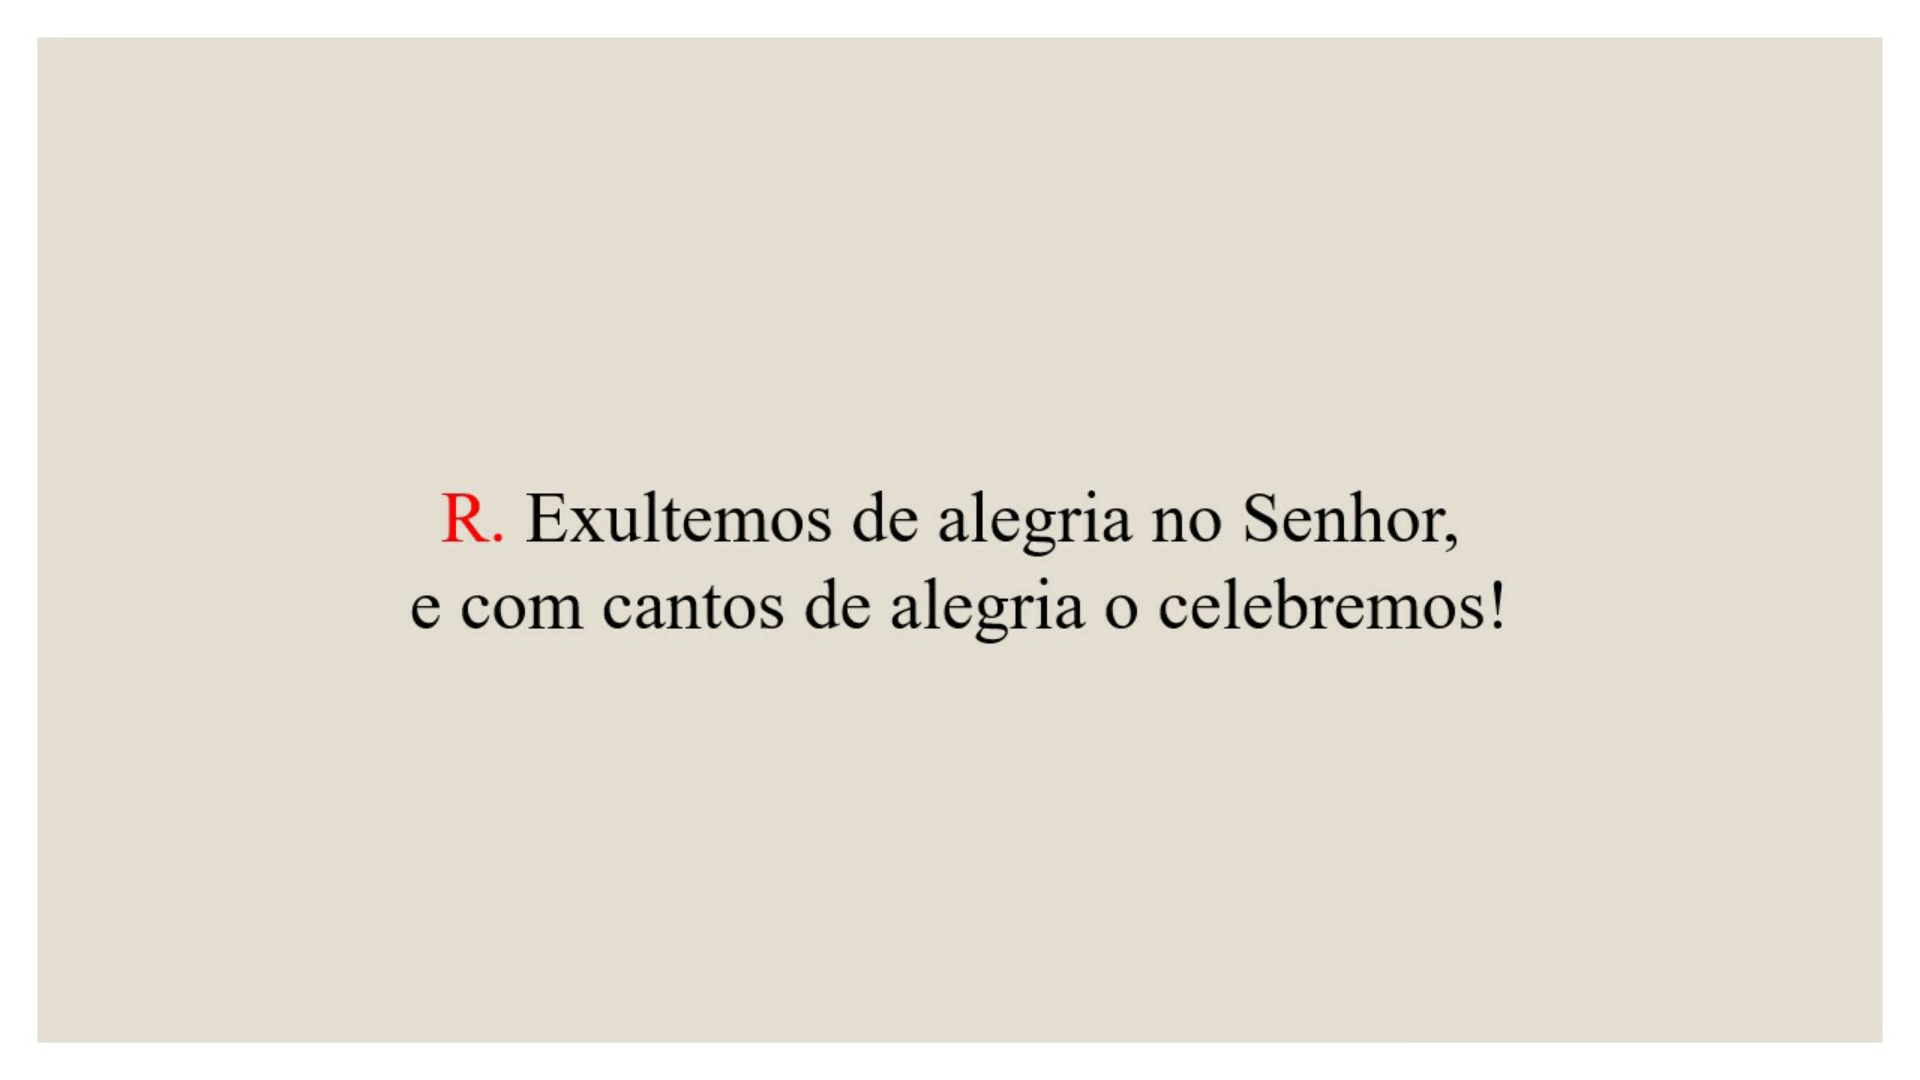 R. Exultemos de alegria no Senhor,
e com cantos de alegria o celebremos!